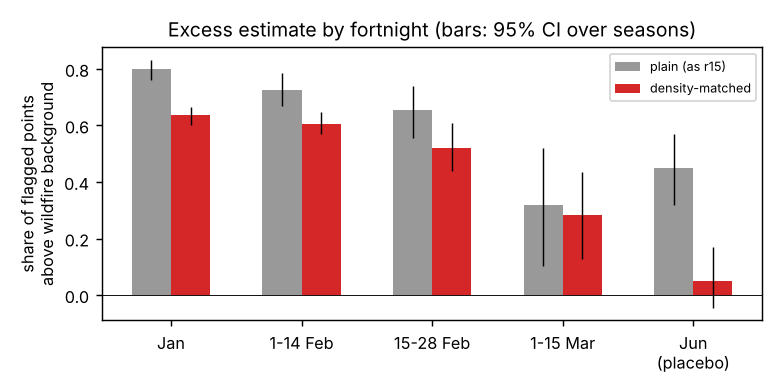 Excess estimate by fortnight (bars: 95% CI over seasons)
share of flagged points
above wildfire background
0.8
0.6
0.4
0.2
0.0
plain (as r15)
density-matched
Jan
1-14 Feb
15-28 Feb
1-15 Mar
Jun
(placebo)